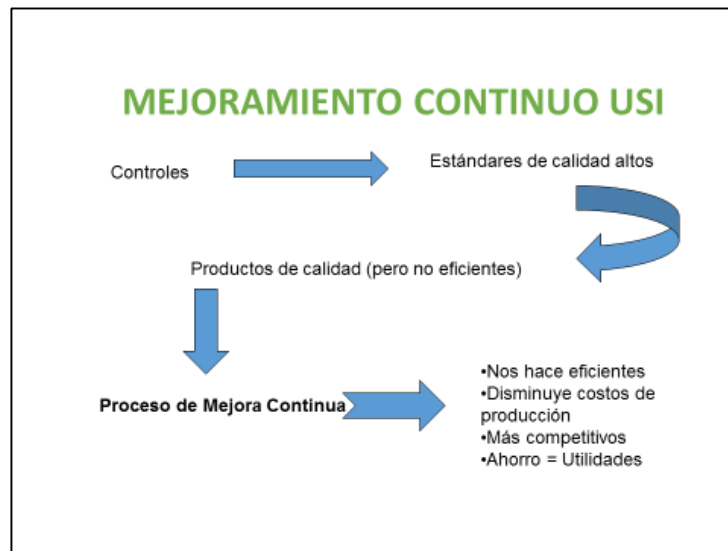 MEJORAMIENTO CONTINUO USI
Controles
Estándares de calidad altos
Productos de calidad (pero no eficientes)
Proceso de Mejora Continua
•Nos hace eficientes
•Disminuye costos de
producción
•Más competitivos
•Ahorro = Utilidades